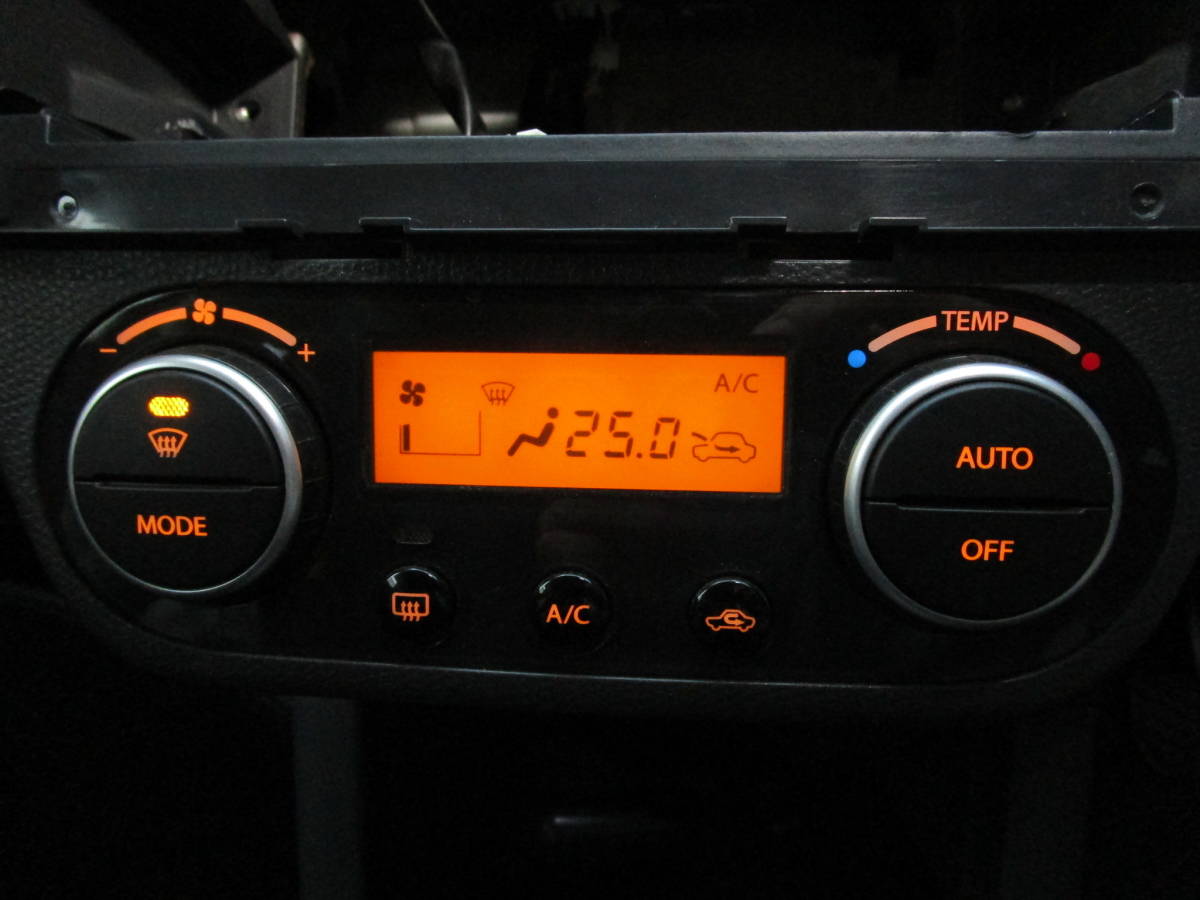 TEMP
− +
A/C
25.0
AUTO
MODE
OFF
A/C